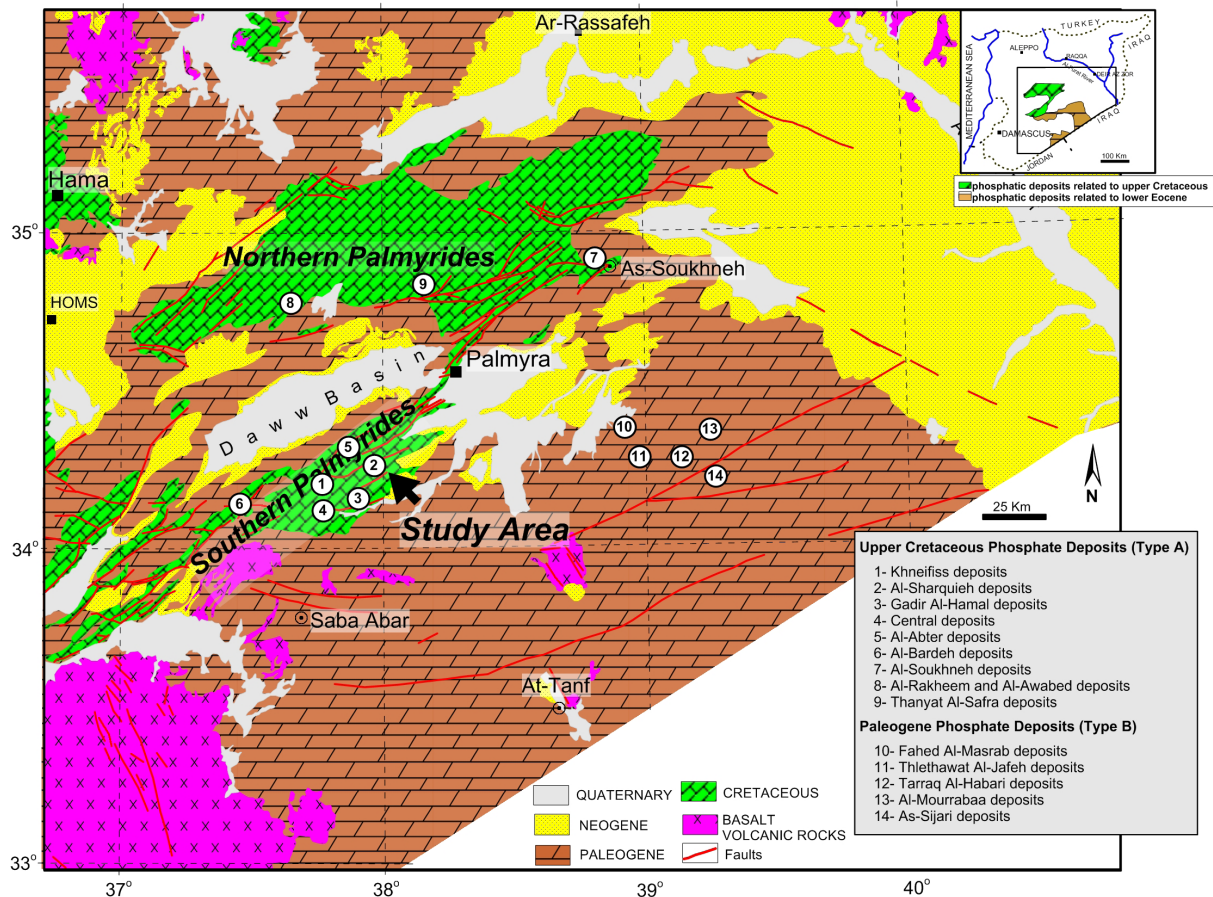 Ar-Rassafeh
Hama
35°
Northern Palmyrides
7
As-Soukhneh
9
8
HOMS
Palmyra
Daww Basin
Southern Palmyrides
10
13
5
11
12
2
14
1
6
3
4
Study Area
34°
25 Km
N
Saba Abar
At-Tanf
33°
37°
38°
39°
40°
TURKEY
ALEPPO
RAQQA
DEIR AZ ZOR
IRAQ
IRAQ
MEDITERRANEAN SEA
DAMASCUS
JORDAN
100 Km
phosphatic deposits related to upper Cretaceous
phosphatic deposits related to lower Eocene
Upper Cretaceous Phosphate Deposits (Type A)
1- Khneifiss deposits
2- Al-Sharquieh deposits
3- Gadir Al-Hamal deposits
4- Central deposits
5- Al-Abter deposits
6- Al-Bardeh deposits
7- Al-Soukhneh deposits
8- Al-Rakheem and Al-Awabed deposits
9- Thanyat Al-Safra deposits
Paleogene Phosphate Deposits (Type B)
10- Fahed Al-Masrab deposits
11- Thlethawat Al-Jafeh deposits
12- Tarraq Al-Habari deposits
13- Al-Mourrabaa deposits
14- As-Sijari deposits
QUATERNARY
CRETACEOUS
NEOGENE
BASALT
VOLCANIC ROCKS
PALEOGENE
Faults